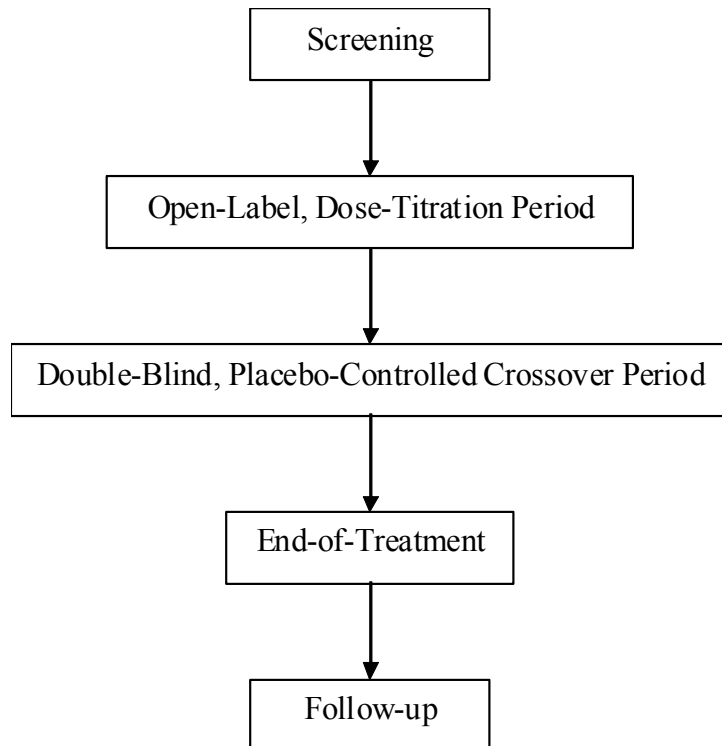 Screening
Open-Label, Dose-Titration Period
Double-Blind, Placebo-Controlled Crossover Period
End-of-Treatment
Follow-up